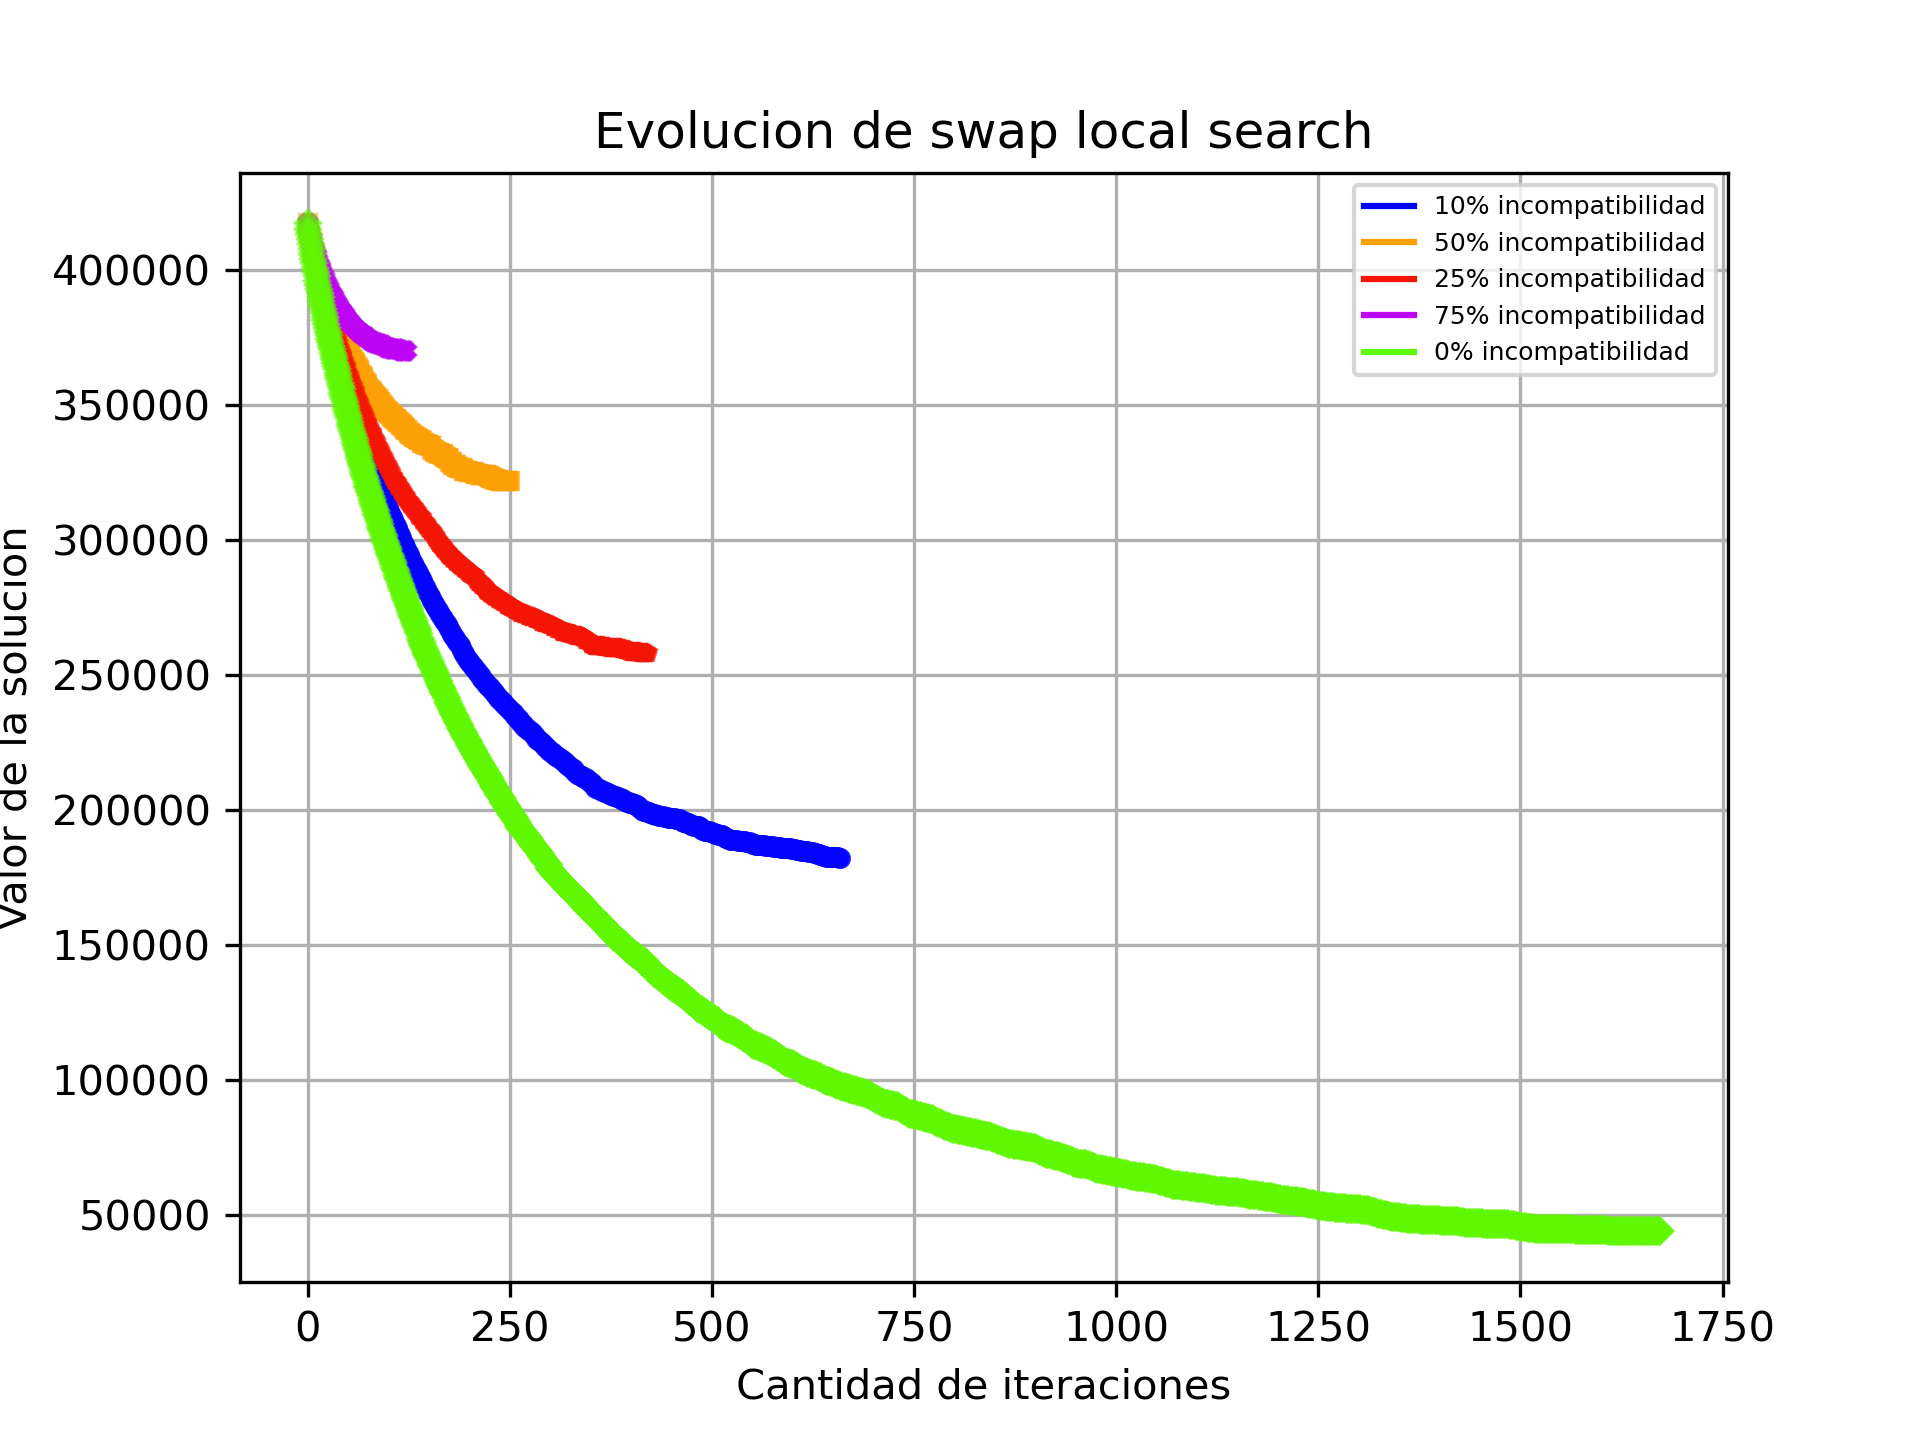 Evolucion de swap local search
10% incompatibilidad
50% incompatibilidad
25% incompatibilidad
75% incompatibilidad
0% incompatibilidad
Valor de la solucion
400000
350000
300000
250000
200000
150000
100000
50000
0 250 500 750 1000 1250 1500 1750
Cantidad de iteraciones